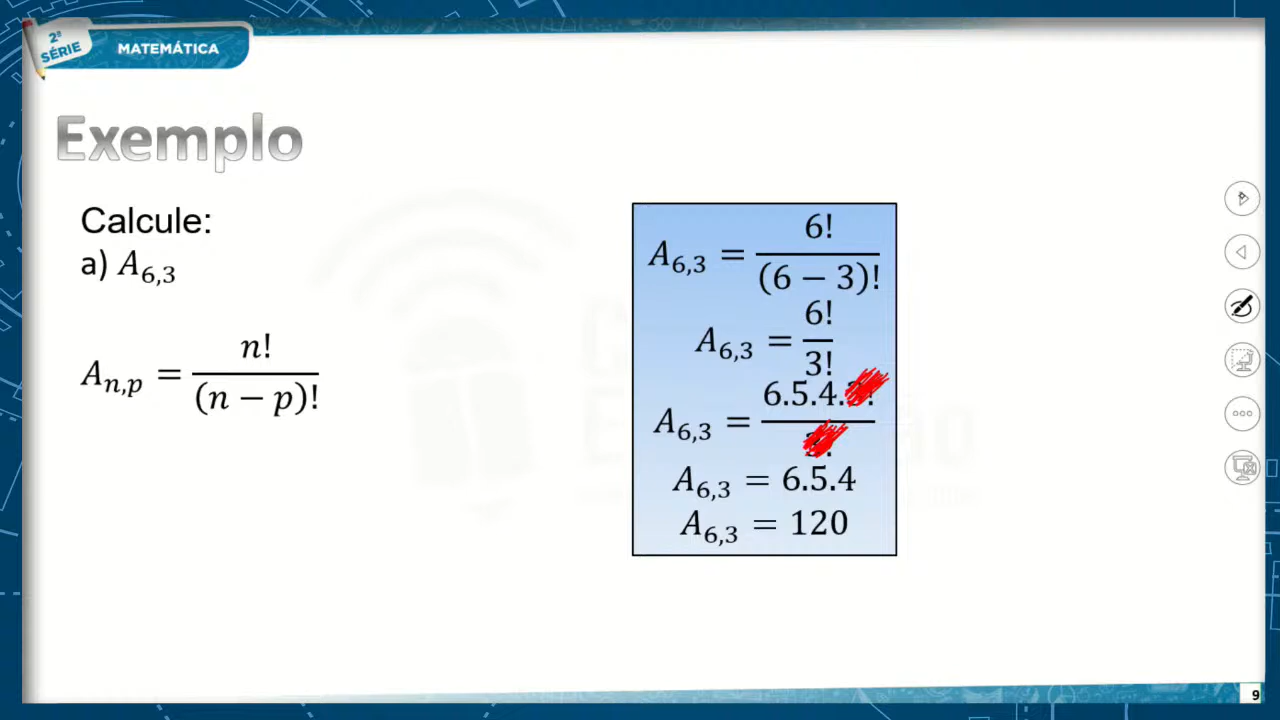 2ª
SÉRIE
MATEMÁTICA
Exemplo
Calcule:
a) A₆,₃
Aₙ,ₚ = n! / (n − p)!
A₆,₃ = 6! / (6 − 3)!
A₆,₃ = 6! / 3!
A₆,₃ = 6.5.4.3! / 3!
A₆,₃ = 6.5.4
A₆,₃ = 120
9